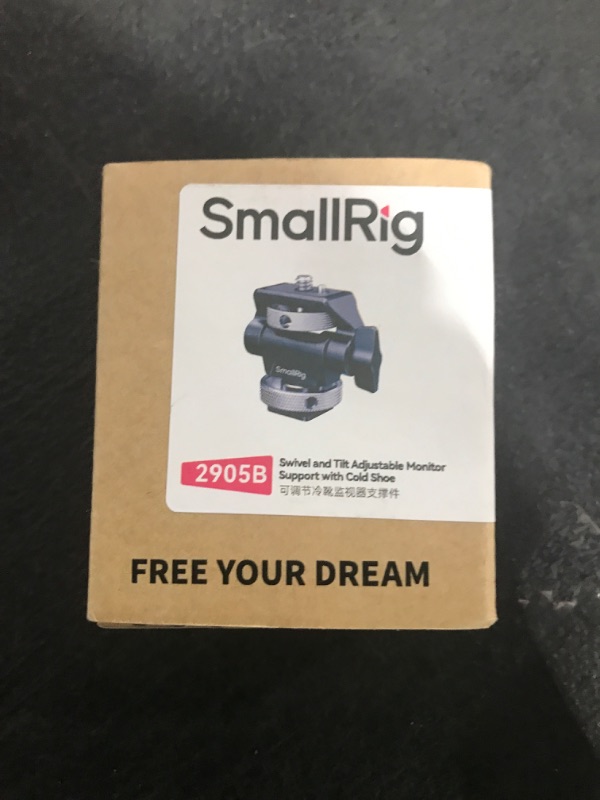 SmallRig
SmallRig
2905B
Swivel and Tilt Adjustable Monitor
Support with Cold Shoe
可调节冷靴监视器支撑件
FREE YOUR DREAM